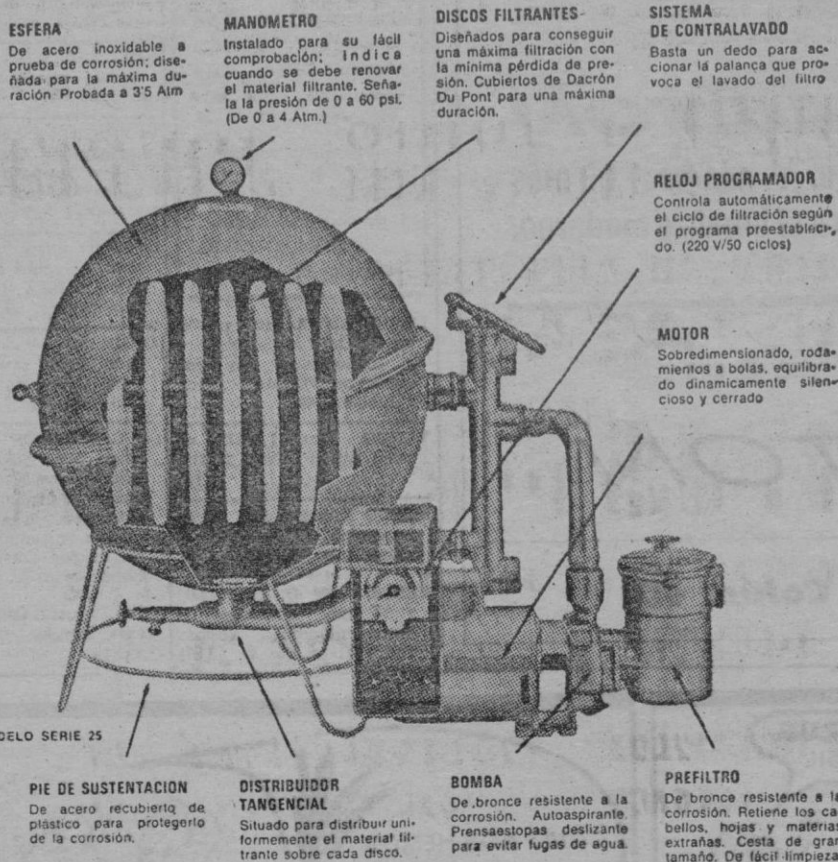 ESFERA
De acero inoxidable a
prueba de corrosión; dise-
ñada para la máxima du-
ración Probada a 3'5 Atm
MANOMETRO
Instalado para su fácil
comprobación; Indica
cuando se debe renovar
el material filtrante. Seña-
la la presión de 0 a 60 psi.
(De 0 a 4 Atm.)
DISCOS FILTRANTES
Diseñados para conseguir
una máxima filtración con
la mínima pérdida de pre-
sión. Cubiertos de Dacrón
Du Pont para una máxima
duración.
SISTEMA
DE CONTRALAVADO
Basta un dedo para ac-
cionar la palanca que pro-
voca el lavado del filtro
RELOJ PROGRAMADOR
Controla automáticamente
el ciclo de filtración según
el programa preestableci-
do. (220 V/50 ciclos)
MOTOR
Sobredimensionado, roda-
mientos a bolas, equilibra-
do dinamicamente silen-
cioso y cerrado
DELO SERIE 25
PIE DE SUSTENTACION
De acero recubierto de
plástico para protegerlo
de la corrosión.
DISTRIBUIDOR
TANGENCIAL
Situado para distribuir uni-
formemente el material fil-
trante sobre cada disco.
BOMBA
De bronce resistente a la
corrosión. Autoaspirante.
Prensaestopas deslizante
para evitar fugas de agua.
PREFILTRO
De bronce resistente a la
corrosión. Retiene los ca-
bellos, hojas y materias
extrañas. Cesta de gran
tamaño. De fácil limpieza